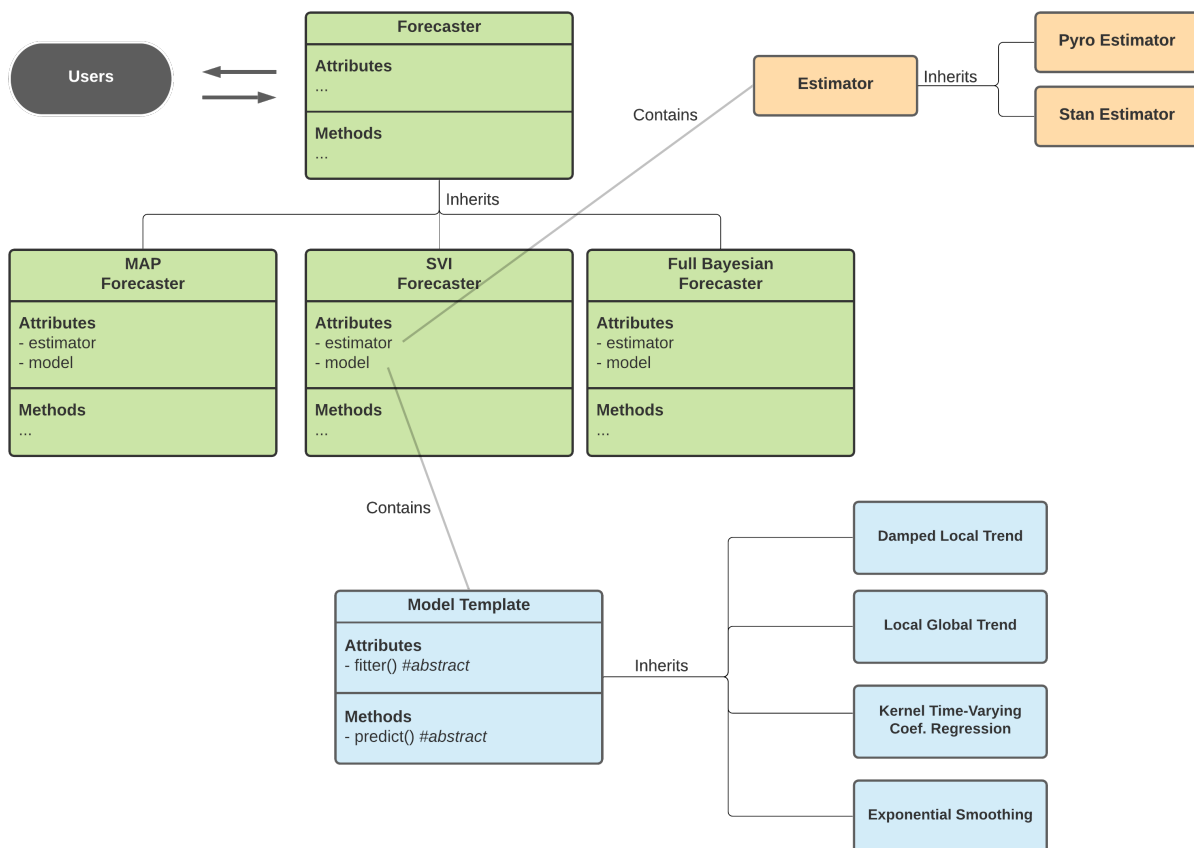 Users
Forecaster
Attributes
...
Methods
...
Estimator
Inherits
Pyro Estimator
Stan Estimator
Contains
Inherits
MAP
Forecaster
Attributes
- estimator
- model
Methods
...
SVI
Forecaster
Attributes
- estimator
- model
Methods
...
Full Bayesian
Forecaster
Attributes
- estimator
- model
Methods
...
Contains
Model Template
Attributes
- fitter() #abstract
Methods
- predict() #abstract
Inherits
Damped Local Trend
Local Global Trend
Kernel Time-Varying
Coef. Regression
Exponential Smoothing